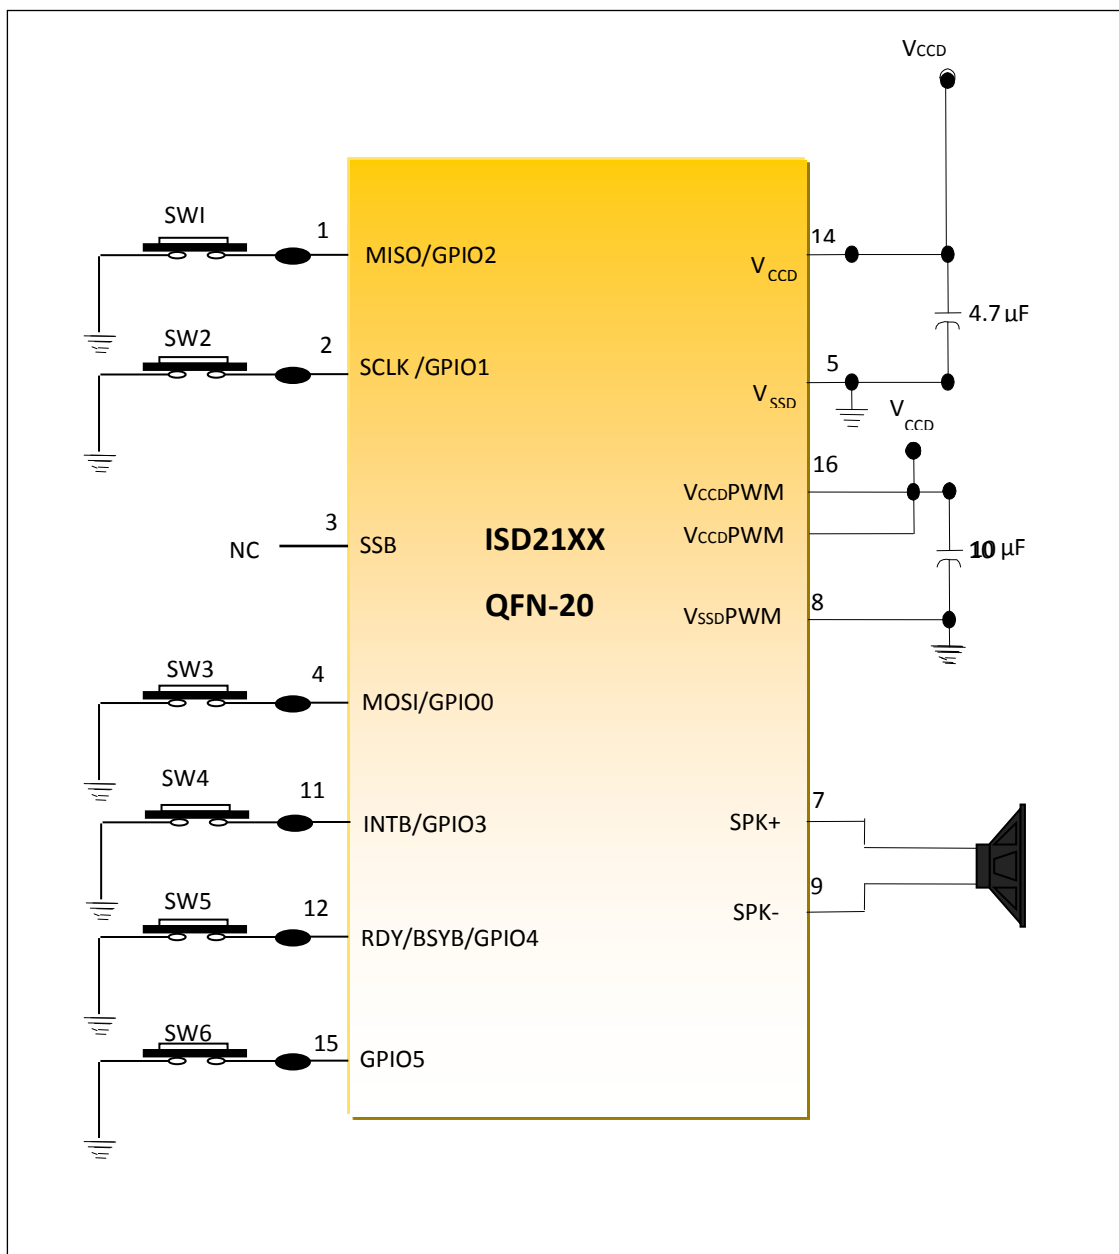 VCCD
SWI
1
MISO/GPIO2
14
VCCD
4.7 µF
SW2
2
SCLK /GPIO1
5
VSSD
VCCD
16
VCCDPWM
VCCDPWM
3
NC
SSB
ISD21XX
10 µF
QFN-20
8
VSSDPWM
SW3
4
MOSI/GPIO0
SW4
11
INTB/GPIO3
7
SPK+
SW5
12
RDY/BSYB/GPIO4
9
SPK-
SW6
15
GPIO5